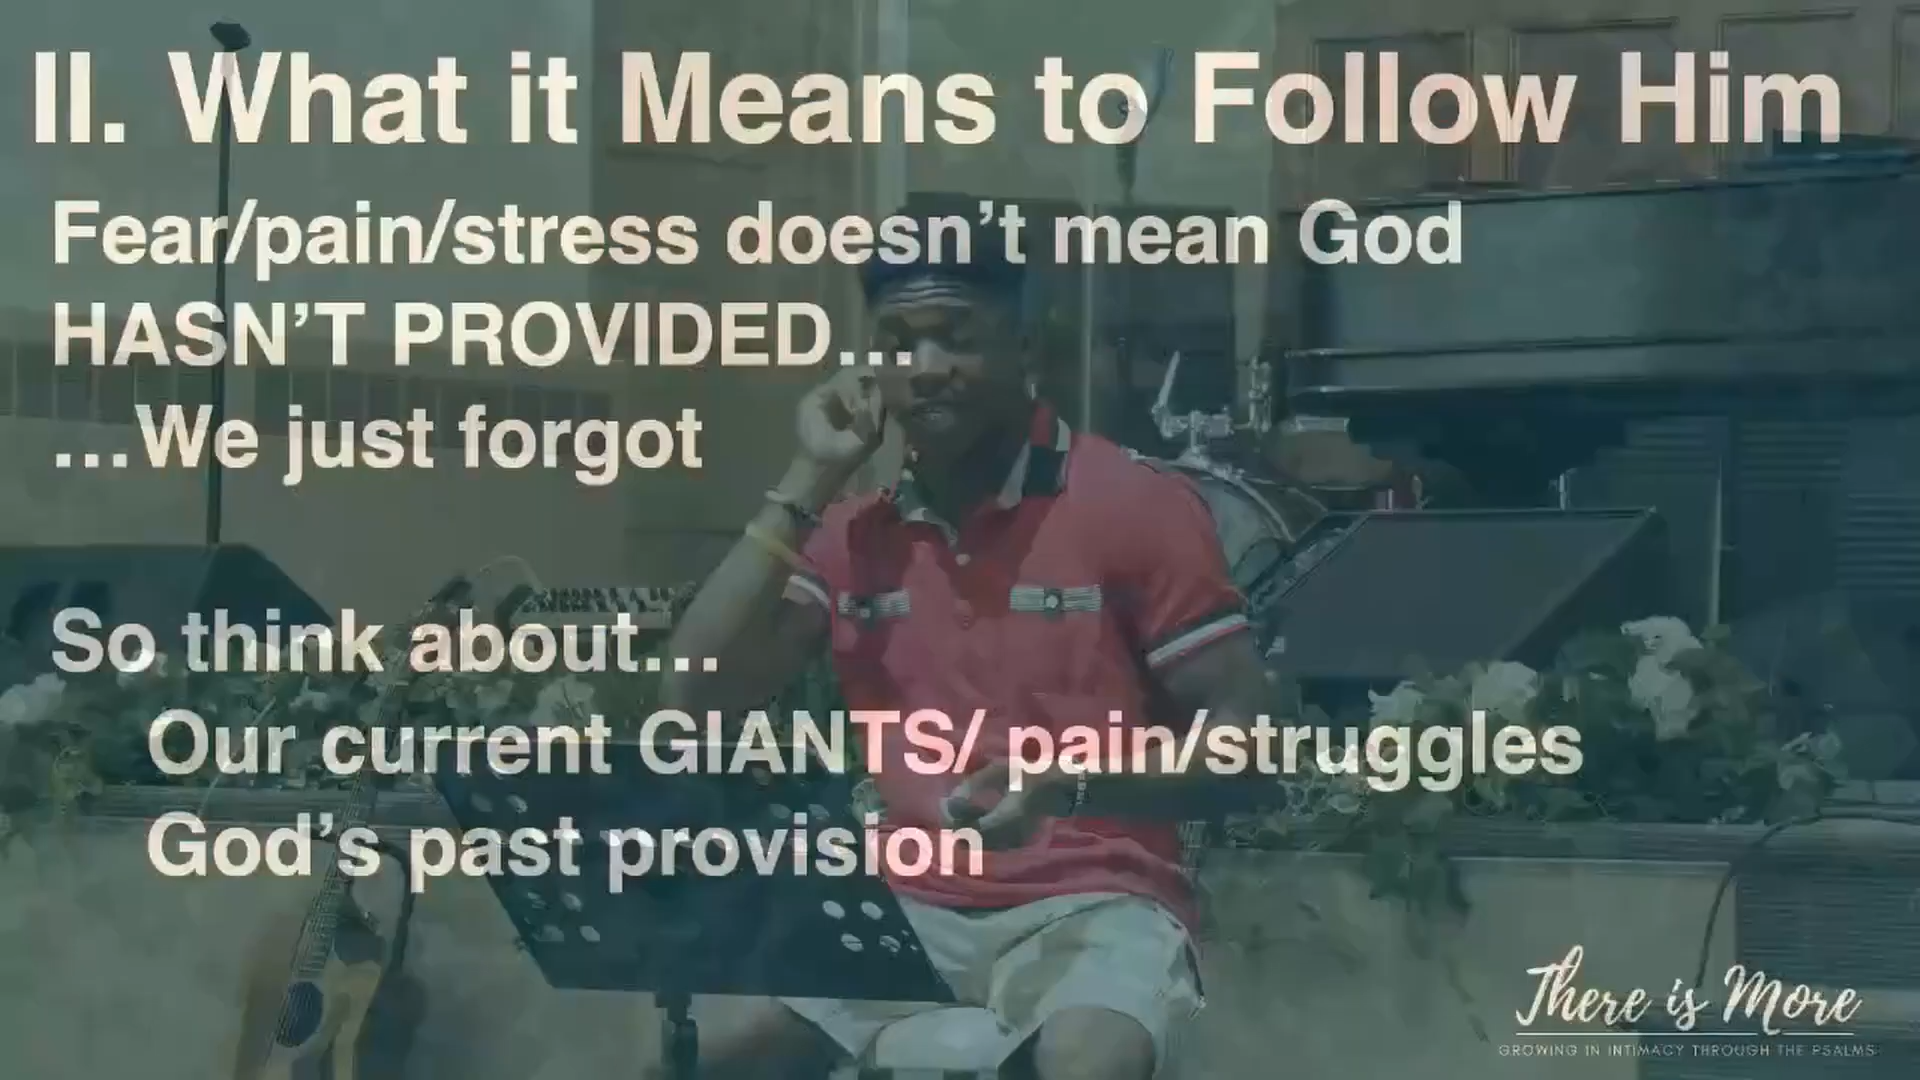 II. What it Means to Follow Him
Fear/pain/stress doesn’t mean God
HASN’T PROVIDED…
…We just forgot
So think about…
Our current GIANTS/ pain/struggles
God’s past provision
There is More
GROWING IN INTIMACY THROUGH THE PSALMS